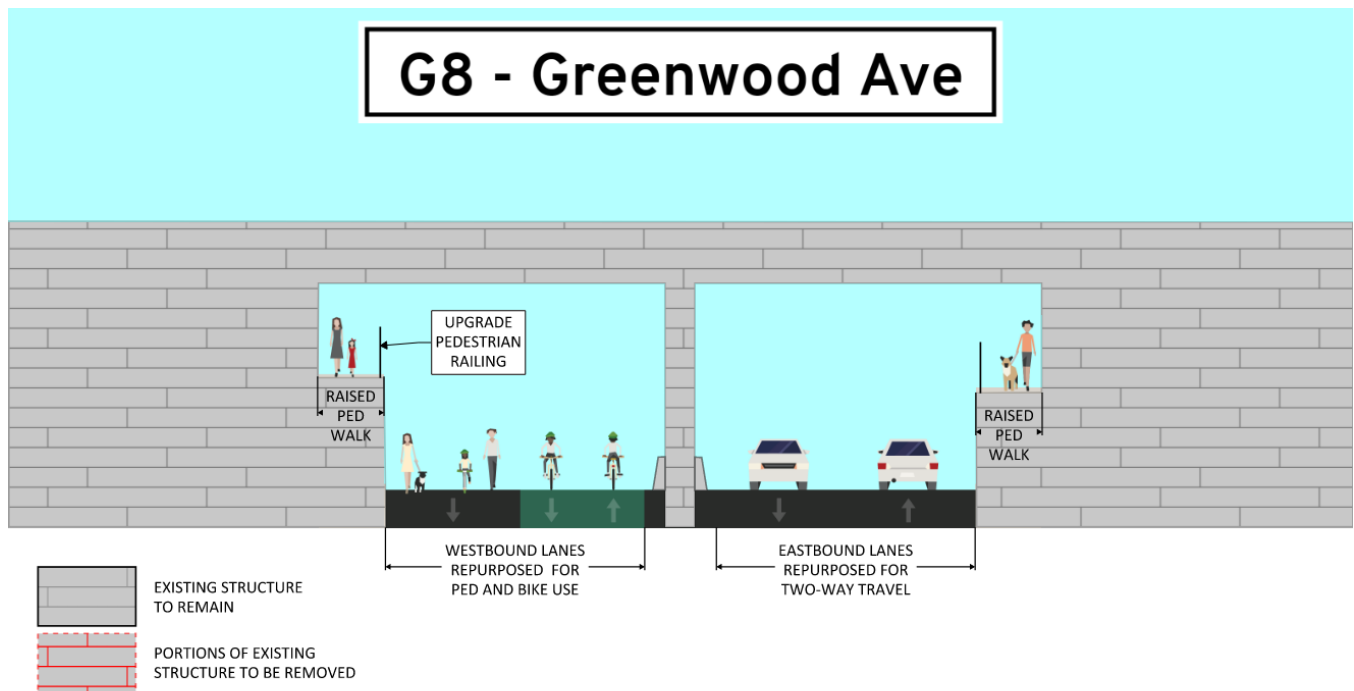 G8 - Greenwood Ave
UPGRADE
PEDESTRIAN
RAILING
RAISED
PED
WALK
RAISED
PED
WALK
WESTBOUND LANES
REPURPOSED FOR
PED AND BIKE USE
EASTBOUND LANES
REPURPOSED FOR
TWO-WAY TRAVEL
EXISTING STRUCTURE
TO REMAIN
PORTIONS OF EXISTING
STRUCTURE TO BE REMOVED